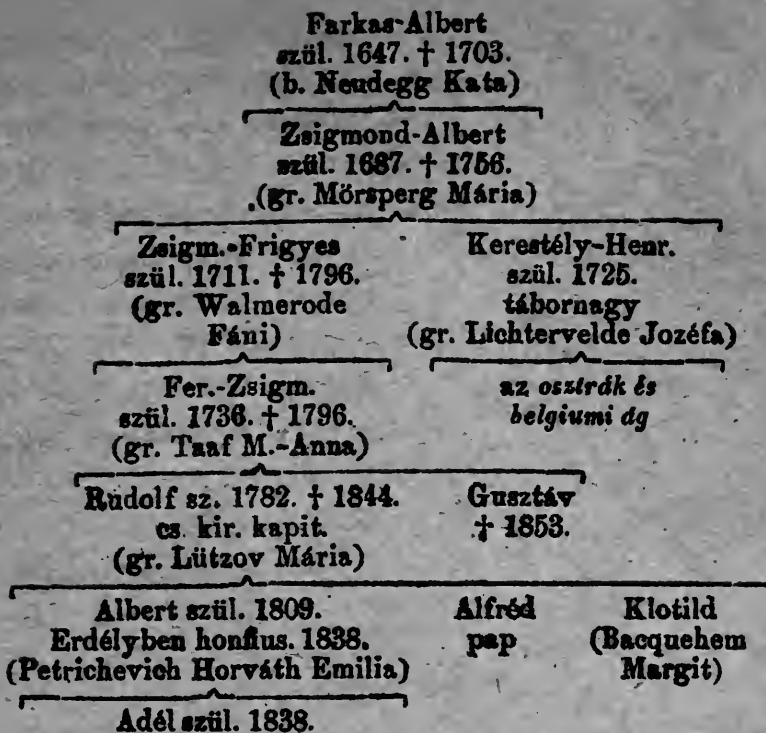 Farkas-Albert
szül. 1647. † 1703.
(b. Neudegg Kata)
Zsigmond-Albert
szül. 1687. † 1756.
(gr. Mörsperg Mária)
Zsigm.-Frigyes
szül. 1711. † 1796.
(gr. Walmerode
Fáni)
Kerestély-Henr.
szül. 1725.
tábornagy
(gr. Lichtervelde Jozéfa)
Fer.-Zsigm.
szül. 1736. † 1796.
(gr. Taaf M.-Anna)
az osztrák és
belgiumi ág
Rudolf sz. 1782. † 1844.
cs. kir. kapit.
(gr. Lützov Mária)
Gusztáv
† 1853.
Albert szül. 1809.
Erdélyben honfius. 1838.
(Petrichevich Horváth Emilia)
Alfréd
pap
Klotild
(Bacquehem
Margit)
Adél szül. 1838.